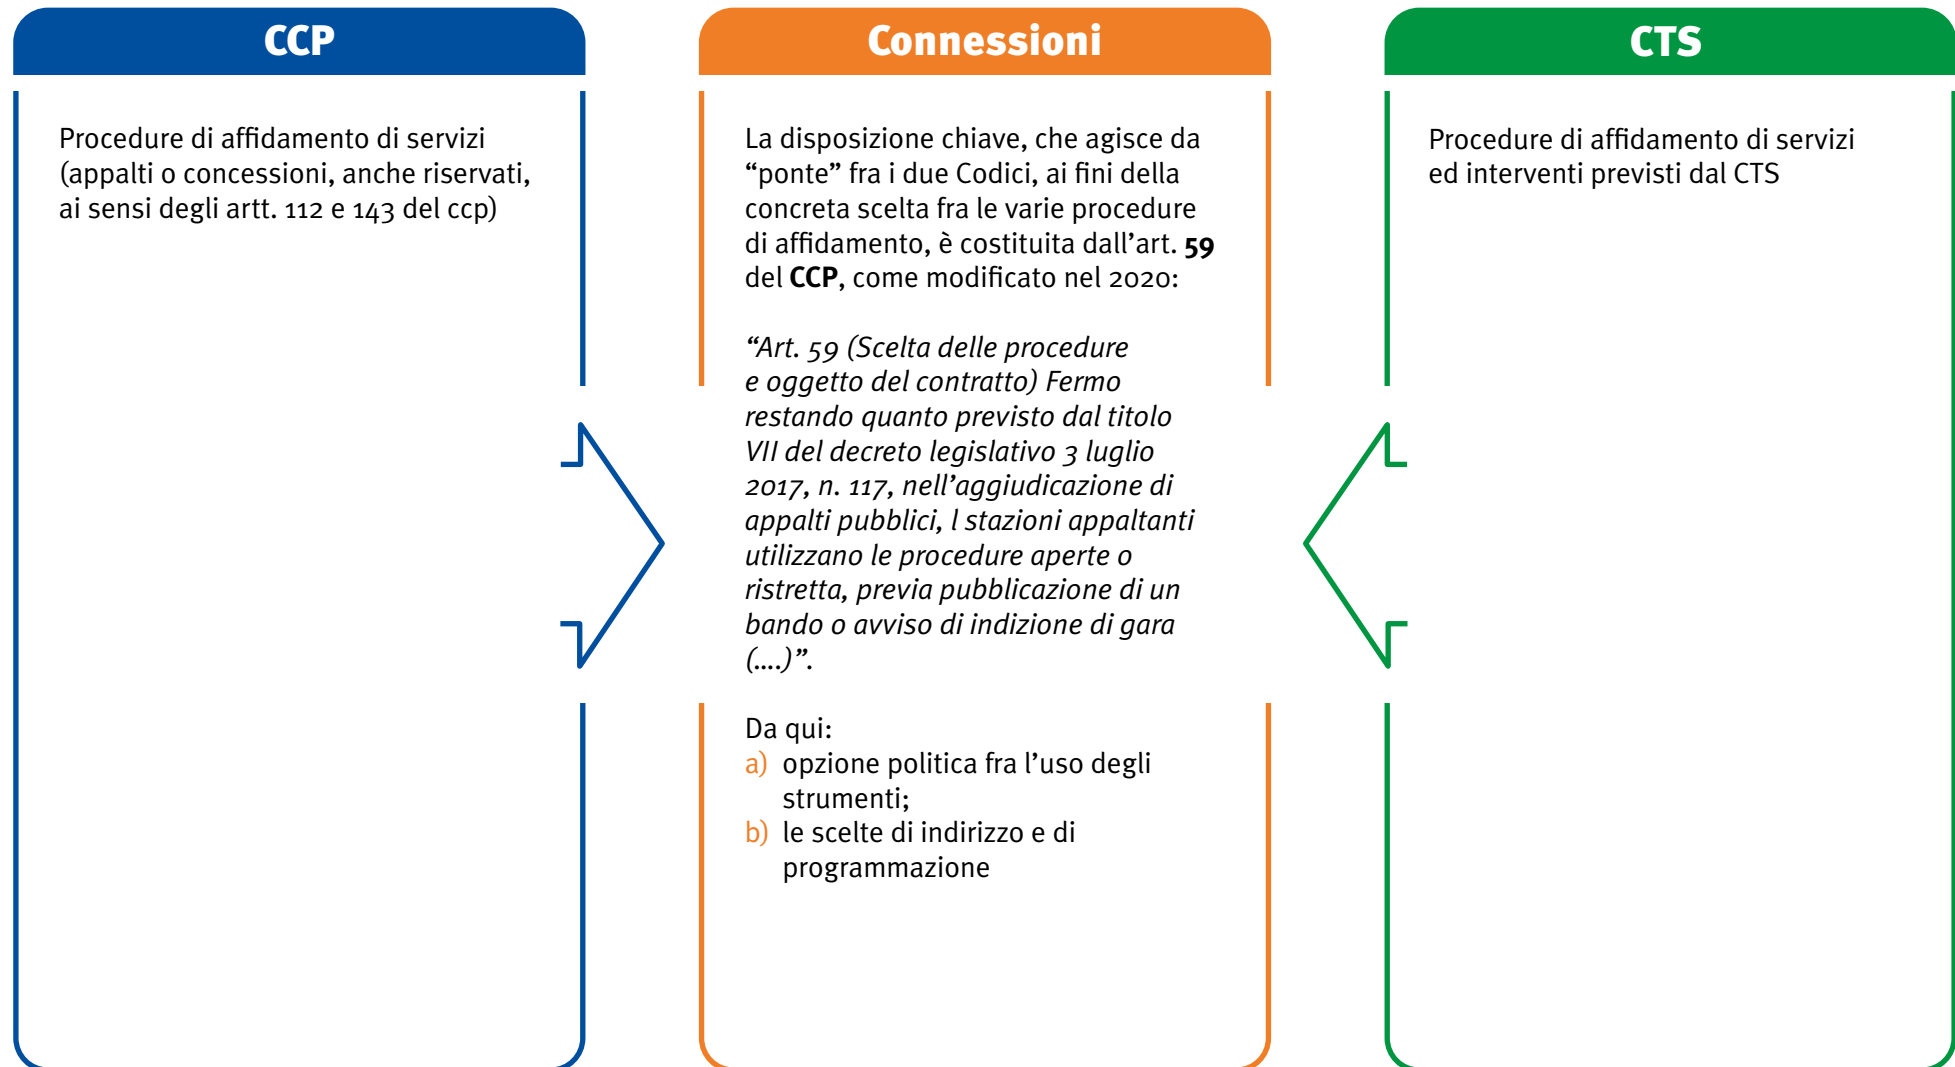 CCP
Procedure di affidamento di servizi
(appalti o concessioni, anche riservati,
ai sensi degli artt. 112 e 143 del ccp)
Connessioni
La disposizione chiave, che agisce da
“ponte” fra i due Codici, ai fini della
concreta scelta fra le varie procedure
di affidamento, è costituita dall’art. 59
del CCP, come modificato nel 2020:
“Art. 59 (Scelta delle procedure
e oggetto del contratto) Fermo
restando quanto previsto dal titolo
VII del decreto legislativo 3 luglio
2017, n. 117, nell’aggiudicazione di
appalti pubblici, l stazioni appaltanti
utilizzano le procedure aperte o
ristretta, previa pubblicazione di un
bando o avviso di indizione di gara
(....)”.
Da qui:
a) opzione politica fra l’uso degli
strumenti;
b) le scelte di indirizzo e di
programmazione
CTS
Procedure di affidamento di servizi
ed interventi previsti dal CTS